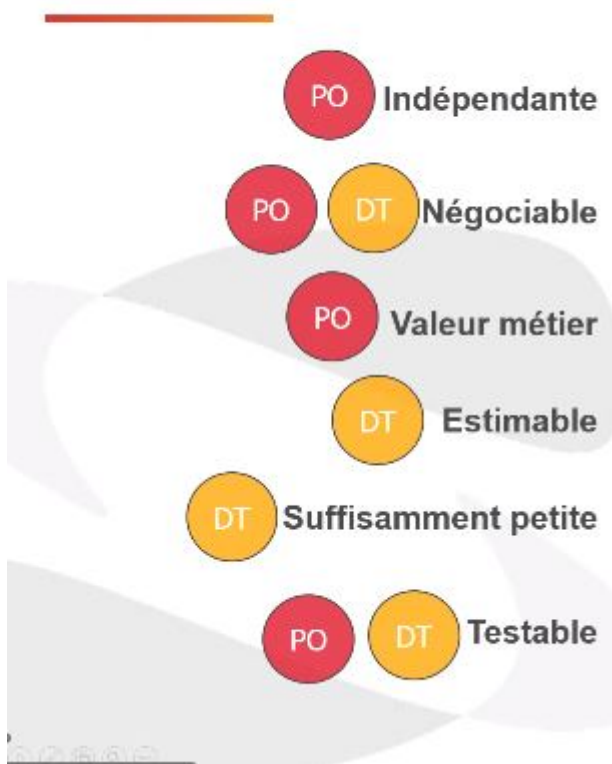 PO Indépendante
PO DT Négociable
PO Valeur métier
DT Estimable
DT Suffisamment petite
PO DT Testable